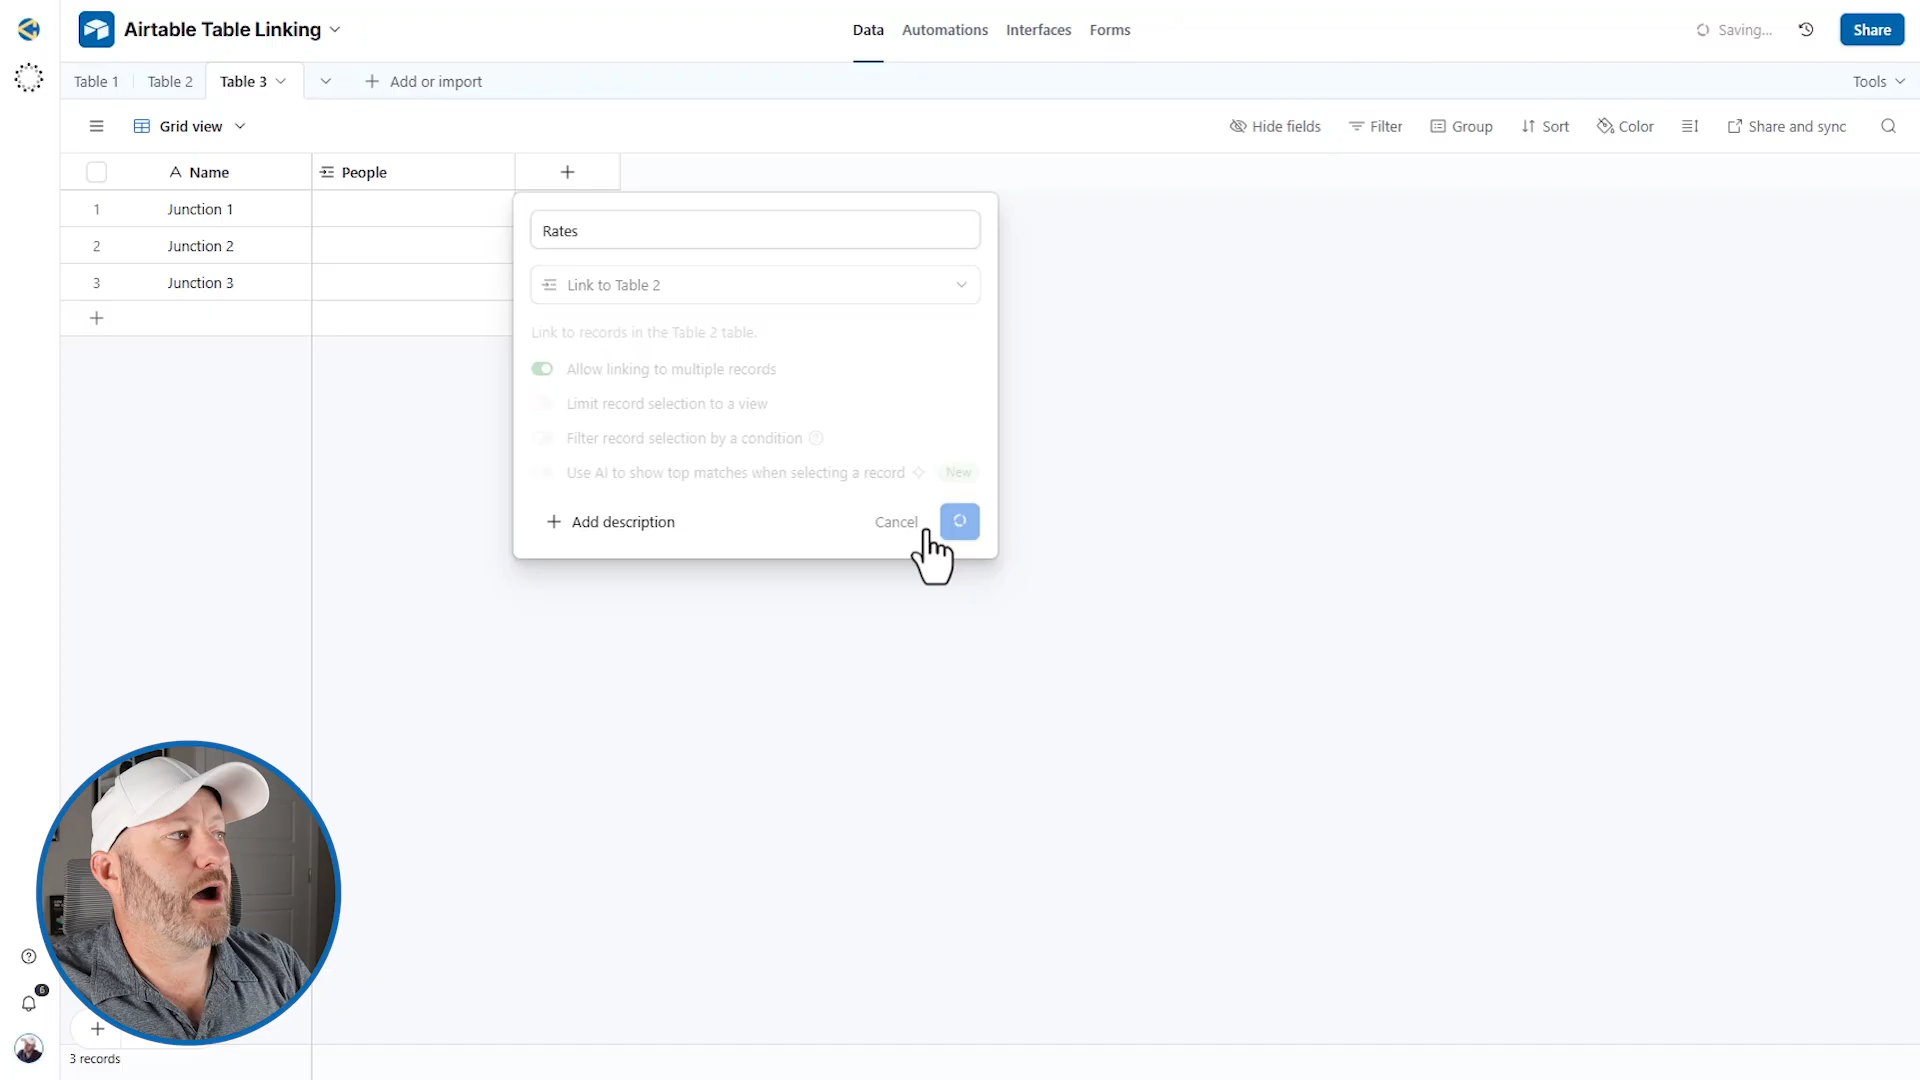 Airtable Table Linking
Data
Automations
Interfaces
Forms
Saving...
Share
Table 1
Table 2
Table 3
Add or import
Tools
Grid view
Hide fields
Filter
Group
Sort
Color
Share and sync
Name
People
1
Junction 1
2
Junction 2
3
Junction 3
Rates
Link to Table 2
Link to records in the Table 2 table.
Allow linking to multiple records
Limit record selection to a view
Filter record selection by a condition
Use AI to show top matches when selecting a record
New
Add description
Cancel
6
3 records